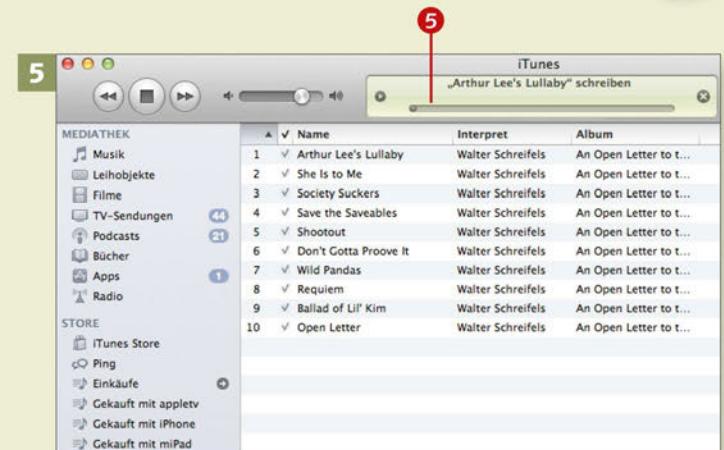 5
5
iTunes
„Arthur Lee's Lullaby“ schreiben
MEDIATHEK
Musik
Leihobjekte
Filme
TV-Sendungen 44
Podcasts 21
Bücher
Apps 1
Radio
STORE
iTunes Store
Ping
Einkäufe
Gekauft mit appletv
Gekauft mit iPhone
Gekauft mit miPad
Name Interpret Album
1 Arthur Lee's Lullaby Walter Schreifels An Open Letter to t...
2 She Is to Me Walter Schreifels An Open Letter to t...
3 Society Suckers Walter Schreifels An Open Letter to t...
4 Save the Saveables Walter Schreifels An Open Letter to t...
5 Shootout Walter Schreifels An Open Letter to t...
6 Don't Gotta Proove It Walter Schreifels An Open Letter to t...
7 Wild Pandas Walter Schreifels An Open Letter to t...
8 Requiem Walter Schreifels An Open Letter to t...
9 Ballad of Lil' Kim Walter Schreifels An Open Letter to t...
10 Open Letter Walter Schreifels An Open Letter to t...